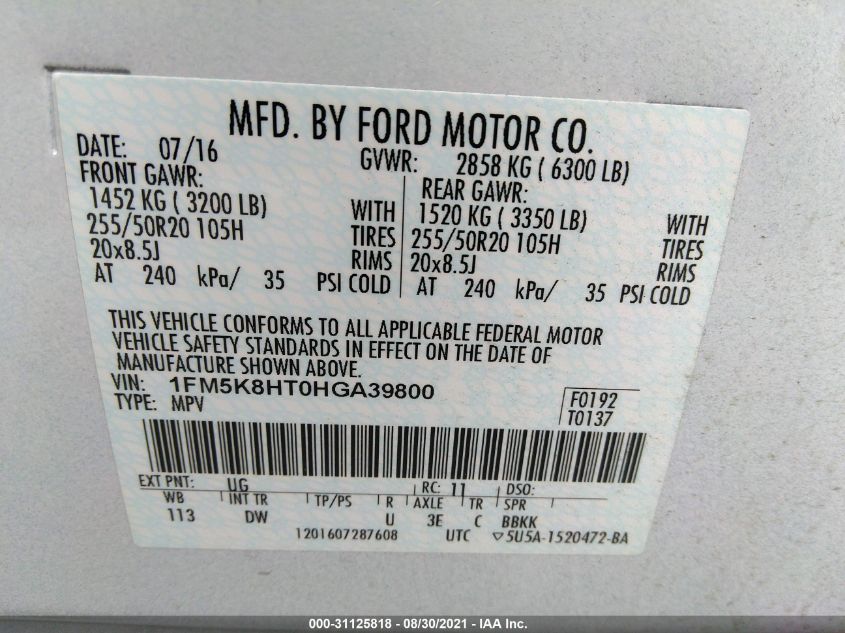 MFD. BY FORD MOTOR CO.
DATE: 07/16 GVWR: 2858 KG ( 6300 LB)
FRONT GAWR: REAR GAWR:
1452 KG ( 3200 LB) WITH 1520 KG ( 3350 LB) WITH
255/50R20 105H TIRES 255/50R20 105H TIRES
20x8.5J RIMS 20x8.5J RIMS
AT 240 kPa/ 35 PSI COLD AT 240 kPa/ 35 PSI COLD
THIS VEHICLE CONFORMS TO ALL APPLICABLE FEDERAL MOTOR
VEHICLE SAFETY STANDARDS IN EFFECT ON THE DATE OF
MANUFACTURE SHOWN ABOVE.
VIN: 1FM5K8HT0HGA39800 F0192
TYPE: MPV T0137
EXT PNT: UG RC: 11 DSO:
WB INT TR TP/PS R AXLE TR SPR
113 DW U 3E C BBKK
1201607287608 UTC ▽5U5A-1520472-BA
000-31125818 - 08/30/2021 - IAA Inc.